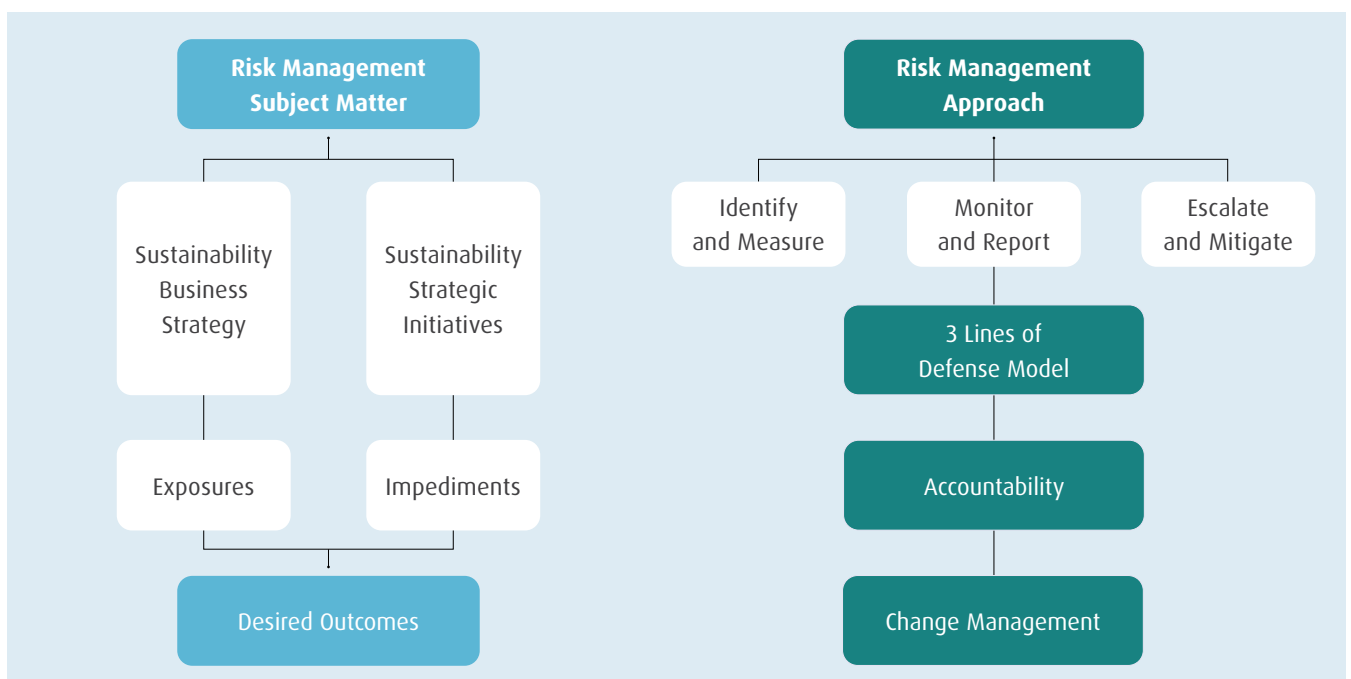 Risk Management
Subject Matter
Sustainability
Business
Strategy
Sustainability
Strategic
Initiatives
Exposures
Impediments
Desired Outcomes
Risk Management
Approach
Identify
and Measure
Monitor
and Report
Escalate
and Mitigate
3 Lines of
Defense Model
Accountability
Change Management